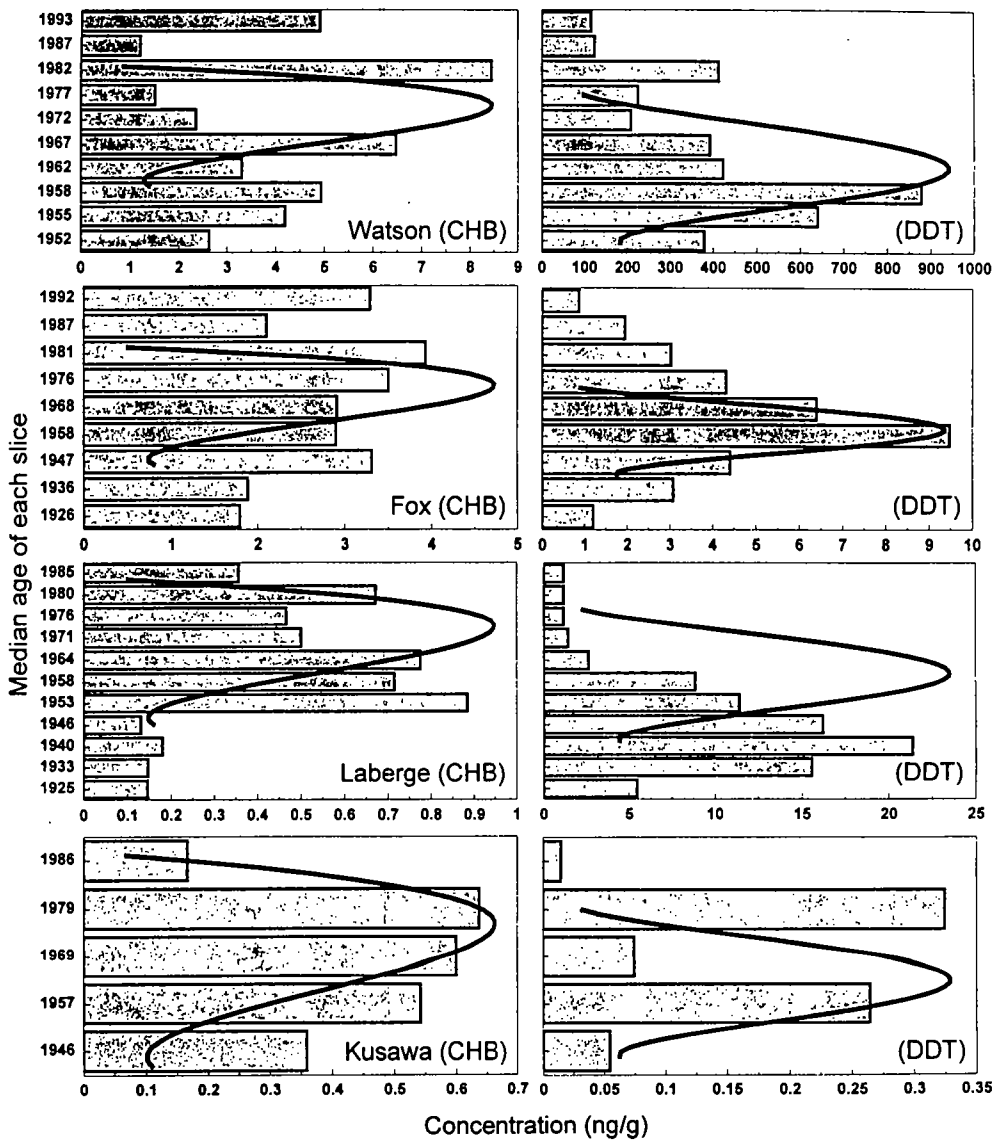 Median age of each slice
1993
1987
1982
1977
1972
1967
1962
1958
1955
1952
Watson (CHB)
0 1 2 3 4 5 6 7 8 9
(DDT)
0 100 200 300 400 500 600 700 800 900 1000
1992
1987
1981
1976
1968
1958
1947
1936
1926
Fox (CHB)
0 1 2 3 4 5
(DDT)
0 1 2 3 4 5 6 7 8 9 10
1985
1980
1976
1971
1964
1958
1953
1946
1940
1933
1925
Laberge (CHB)
0 0.1 0.2 0.3 0.4 0.5 0.6 0.7 0.8 0.9 1
(DDT)
0 5 10 15 20 25
1986
1979
1969
1957
1946
Kusawa (CHB)
0 0.1 0.2 0.3 0.4 0.5 0.6 0.7
(DDT)
0 0.05 0.1 0.15 0.2 0.25 0.3 0.35
Concentration (ng/g)